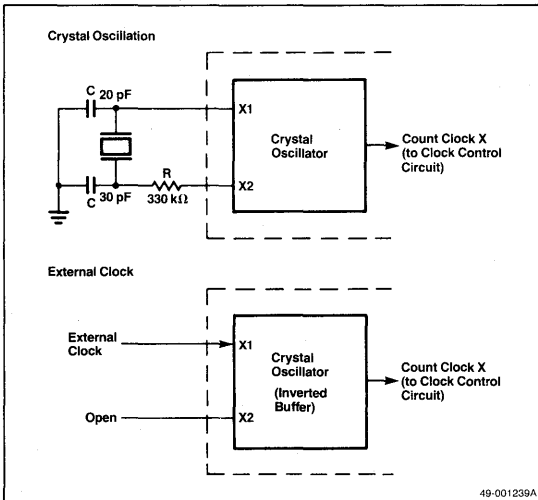 Crystal Oscillation
C 20 pF
X1
Crystal
Oscillator
Count Clock X
(to Clock Control
Circuit)
R
X2
C 30 pF
330 kΩ
External Clock
External
Clock
X1
Crystal
Oscillator
(Inverted
Buffer)
Count Clock X
(to Clock Control
Circuit)
Open
X2
49-001239A